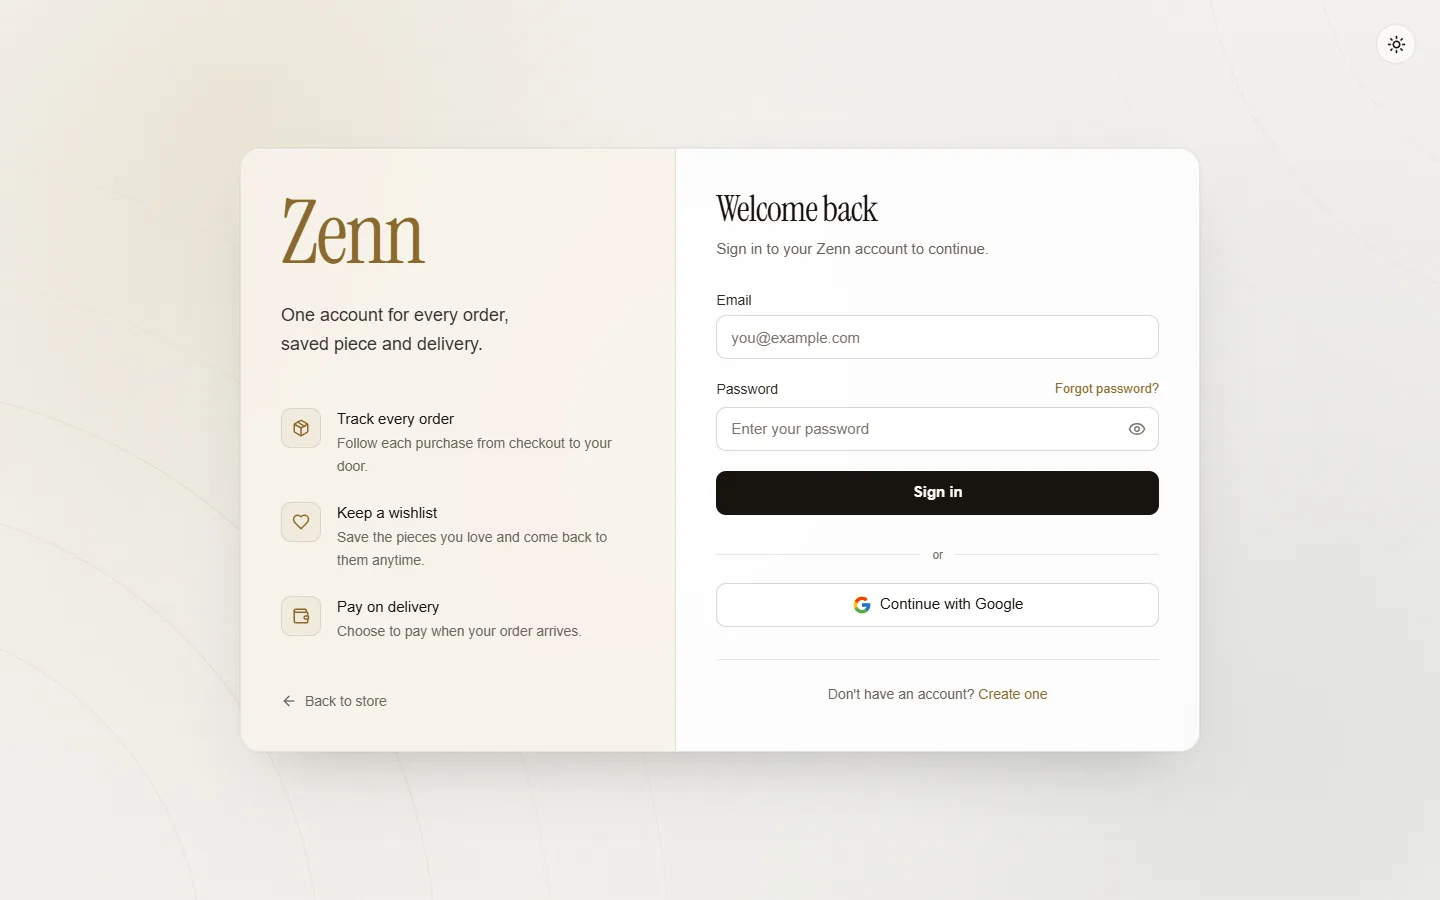 Zenn
One account for every order,
saved piece and delivery.
Track every order
Follow each purchase from checkout to your
door.
Keep a wishlist
Save the pieces you love and come back to
them anytime.
Pay on delivery
Choose to pay when your order arrives.
Back to store
Welcome back
Sign in to your Zenn account to continue.
Email
you@example.com
Password Forgot password?
Enter your password
Sign in
or
Continue with Google
Don't have an account? Create one